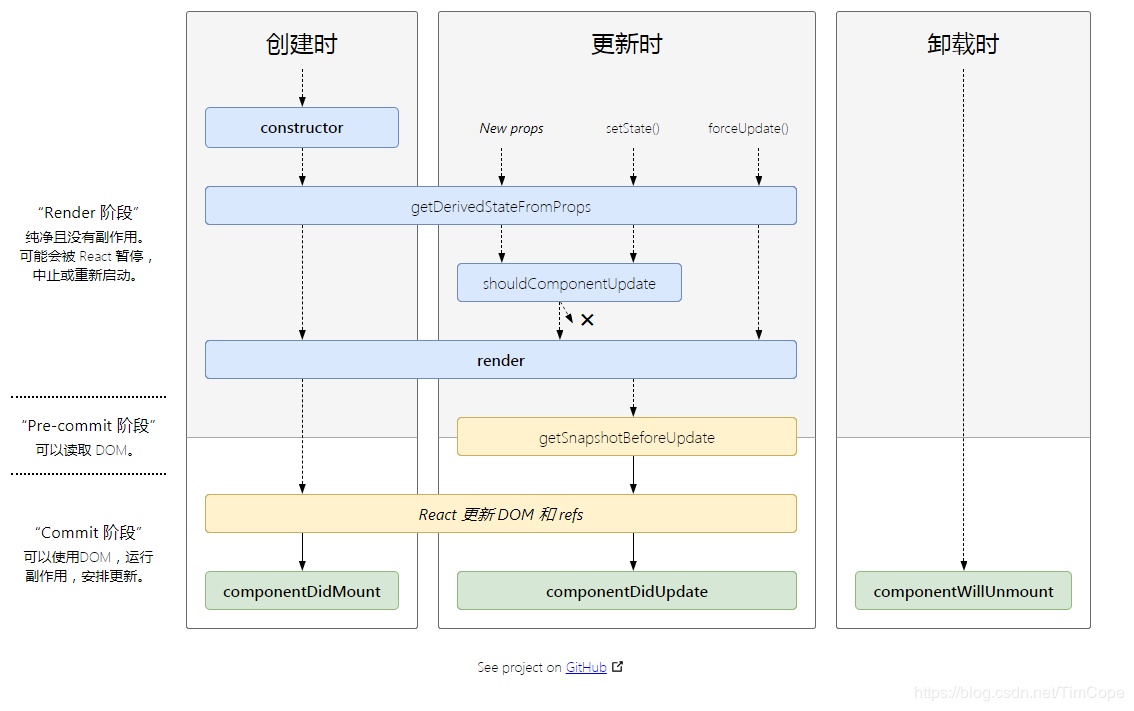 创建时
更新时
卸载时
constructor
New props
setState()
forceUpdate()
getDerivedStateFromProps
“Render 阶段”
纯净且没有副作用。
可能会被 React 暂停，
中止或重新启动。
shouldComponentUpdate
render
“Pre-commit 阶段”
可以读取 DOM。
getSnapshotBeforeUpdate
React 更新 DOM 和 refs
“Commit 阶段”
可以使用DOM，运行
副作用，安排更新。
componentDidMount
componentDidUpdate
componentWillUnmount
See project on GitHub
https://blog.csdn.net/TimCope